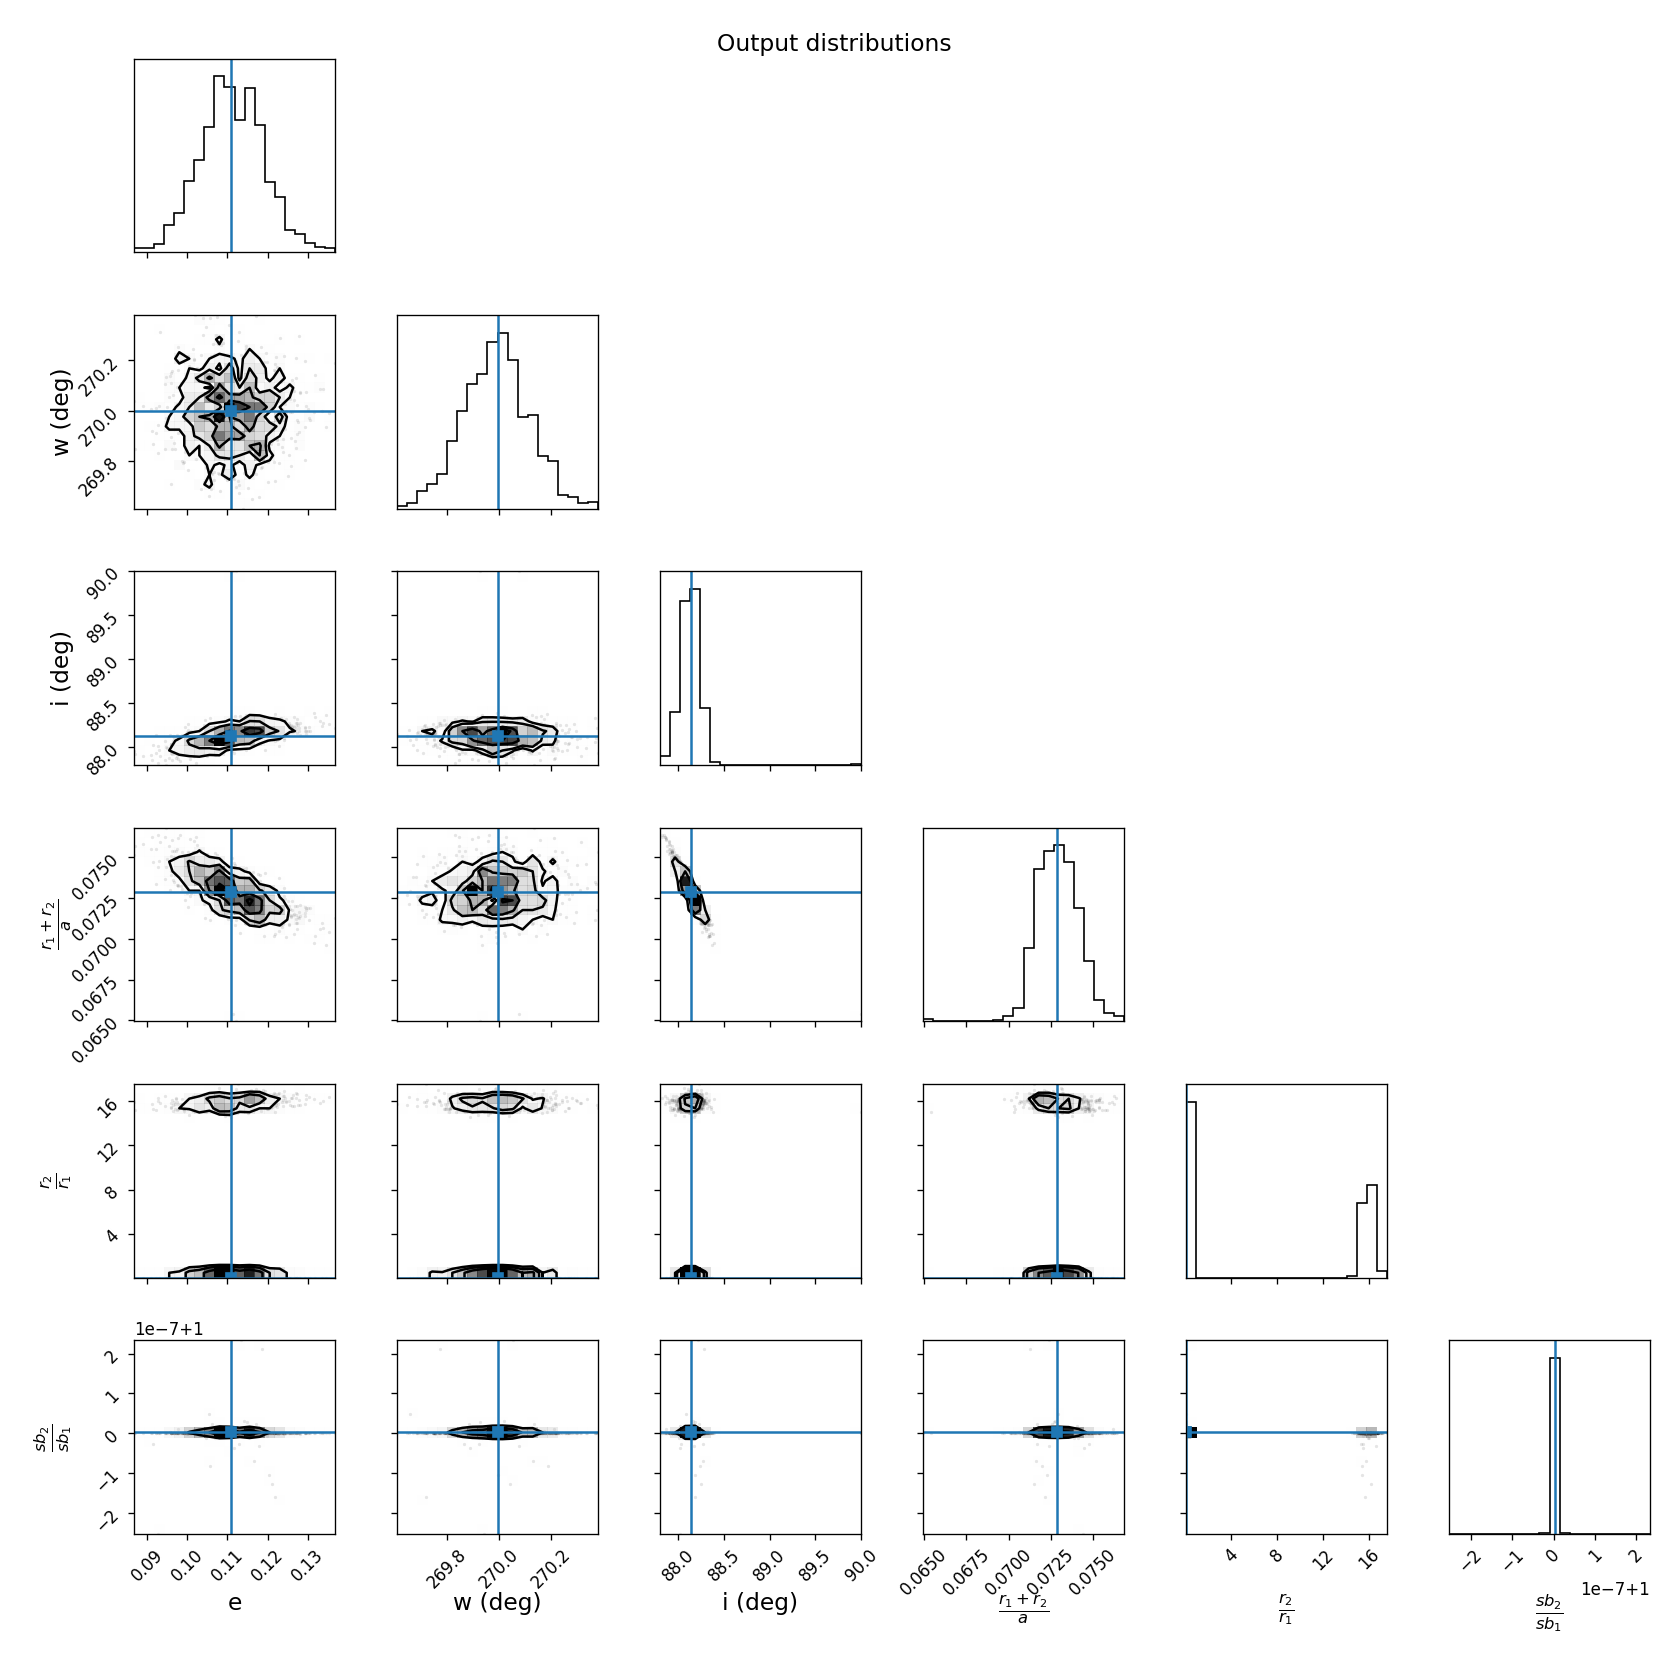 Output distributions
w (deg)
270.2
270.0
269.8
i (deg)
90.0
89.5
89.0
88.5
88.0
r₁ + r₂
a
0.0750
0.0725
0.0700
0.0675
0.0650
r₂
r₁
16
12
8
4
1e−7+1
sb₂
sb₁
2
1
0
−1
−2
0.09 0.10 0.11 0.12 0.13
269.8 270.0 270.2
88.0 88.5 89.0 89.5 90.0
0.0650 0.0675 0.0700 0.0725 0.0750
4 8 12 16
−2 −1 0 1 2
1e−7+1
e
w (deg)
i (deg)
r₁ + r₂
a
r₂
r₁
sb₂
sb₁